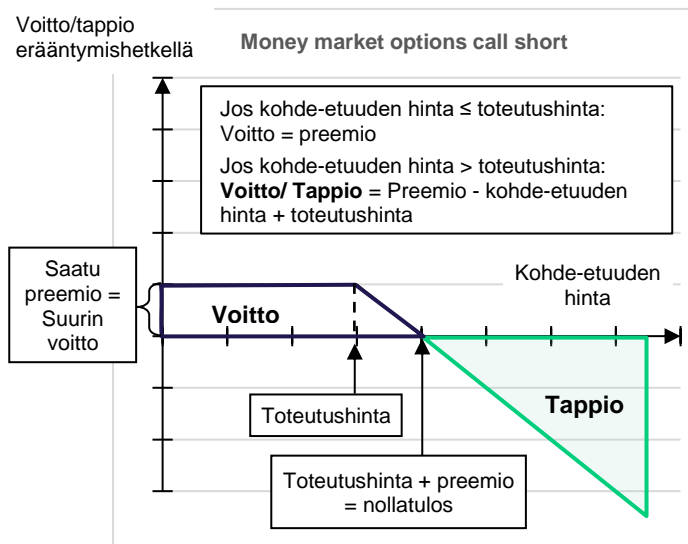 Voitto/tappio
erääntymishetkellä
Money market options call short
Jos kohde-etuuden hinta ≤ toteutushinta:
Voitto = preemio
Jos kohde-etuuden hinta > toteutushinta:
Voitto/ Tappio = Preemio - kohde-etuuden
hinta + toteutushinta
Saatu
preemio =
Suurin
voitto
Kohde-etuuden
hinta
Voitto
Tappio
Toteutushinta
Toteutushinta + preemio
= nollatulos